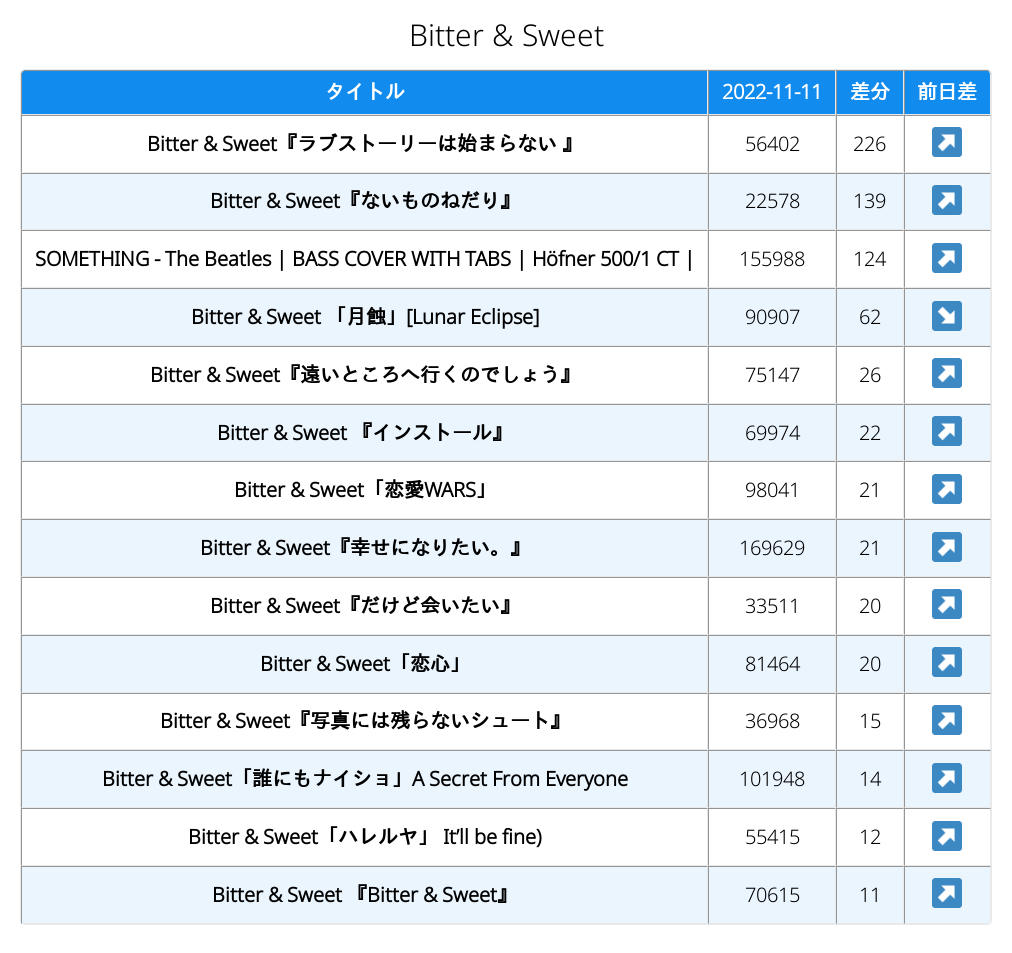 Bitter & Sweet
タイトル 2022-11-11 差分 前日差
Bitter & Sweet『ラブストーリーは始まらない 』 56402 226 ↗
Bitter & Sweet『ないものねだり』 22578 139 ↗
SOMETHING - The Beatles | BASS COVER WITH TABS | Höfner 500/1 CT | 155988 124 ↗
Bitter & Sweet 「月蝕」[Lunar Eclipse] 90907 62 ↘
Bitter & Sweet『遠いところへ行くのでしょう』 75147 26 ↗
Bitter & Sweet 『インストール』 69974 22 ↗
Bitter & Sweet「恋愛WARS」 98041 21 ↗
Bitter & Sweet『幸せになりたい。』 169629 21 ↗
Bitter & Sweet『だけど会いたい』 33511 20 ↗
Bitter & Sweet「恋心」 81464 20 ↗
Bitter & Sweet『写真には残らないシュート』 36968 15 ↗
Bitter & Sweet「誰にもナイショ」A Secret From Everyone 101948 14 ↗
Bitter & Sweet「ハレルヤ」 It’ll be fine) 55415 12 ↗
Bitter & Sweet 『Bitter & Sweet』 70615 11 ↗